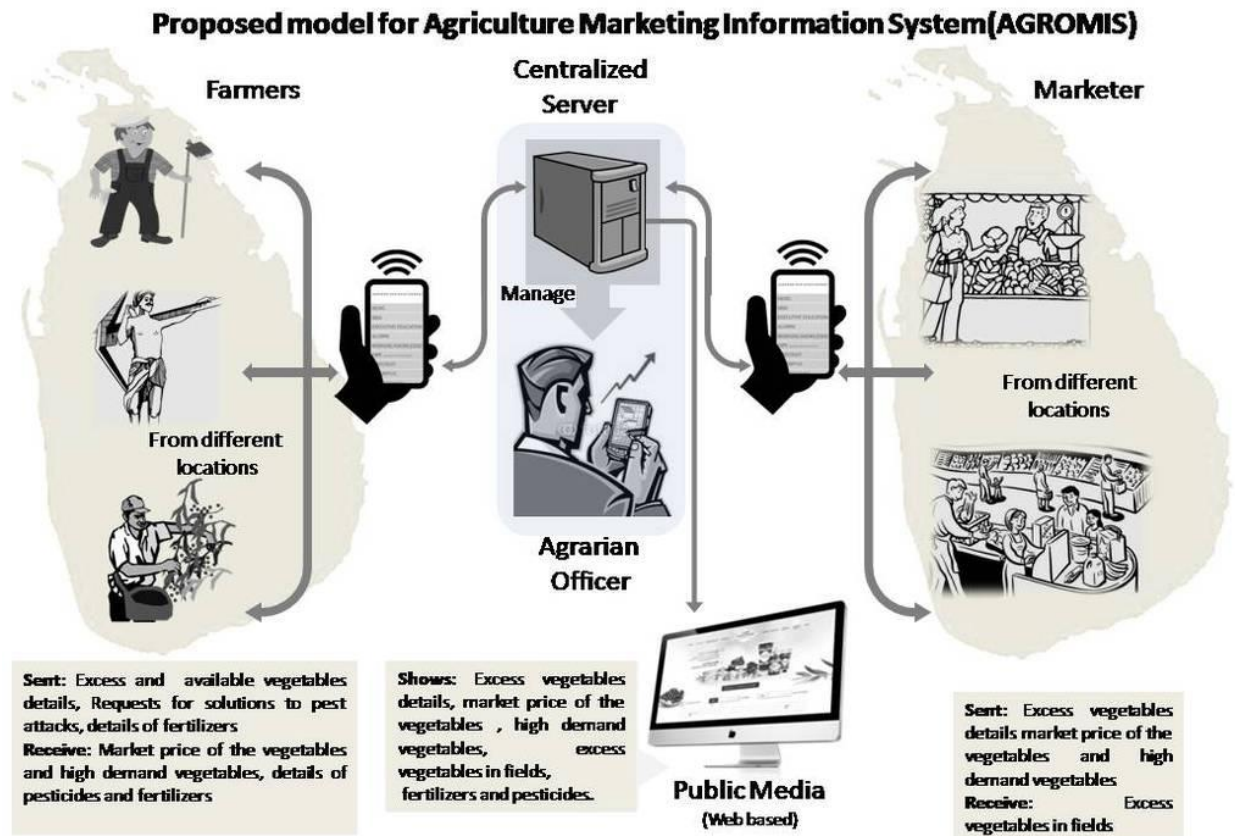 Proposed model for Agriculture Marketing Information System(AGROMIS)
Farmers
Centralized
Server
Marketer
Manage
From different
locations
From different
locations
Agrarian
Officer
Sent: Excess and available vegetables
details, Requests for solutions to pest
attacks, details of fertilizers
Receive: Market price of the vegetables
and high demand vegetables, details of
pesticides and fertilizers
Shows: Excess vegetables
details, market price of the
vegetables , high demand
vegetables, excess
vegetables in fields,
fertilizers and pesticides.
Public Media
(Web based)
Sent: Excess vegetables
details market price of the
vegetables and high
demand vegetables
Receive: Excess
vegetables in fields